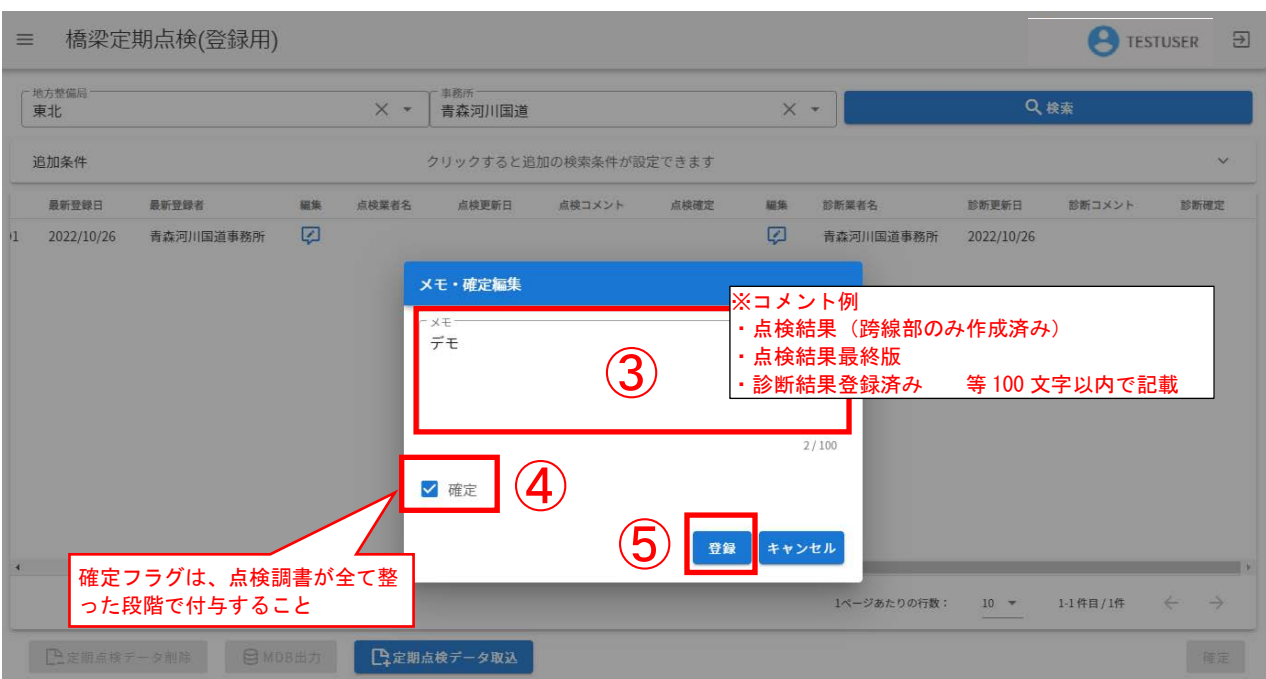 橋梁定期点検(登録用)
TESTUSER
地方整備局
東北
事務所
青森河川国道
検索
追加条件
クリックすると追加の検索条件が設定できます
最新登録日 最新登録者 編集 点検業者名 点検更新日 点検コメント 点検確定 編集 診断業者名 診断更新日 診断コメント 診断確定
1 2022/10/26 青森河川国道事務所 青森河川国道事務所 2022/10/26
メモ・確定編集
メモ
デモ
③
※コメント例
・点検結果（跨線部のみ作成済み）
・点検結果最終版
・診断結果登録済み 等 100 文字以内で記載
2 / 100
確定
④
⑤
登録
キャンセル
確定フラグは、点検調書が全て整
った段階で付与すること
1ページあたりの行数： 10 1-1 件目 / 1件
定期点検データ削除
MDB出力
定期点検データ取込
確定